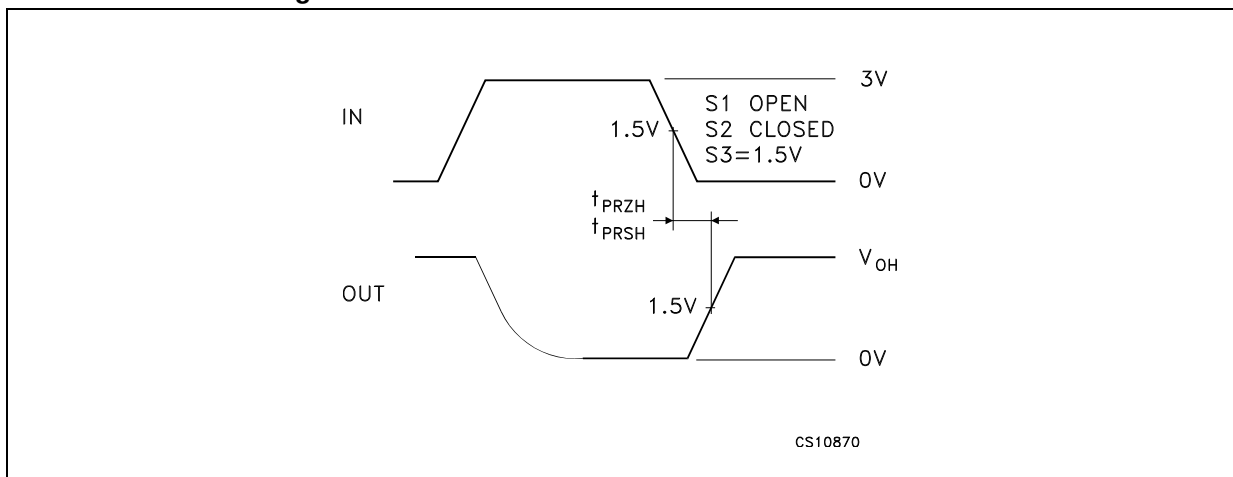 3V
IN
S1 OPEN
1.5V
S2 CLOSED
S3=1.5V
0V
tPRZH
tPRSH
VOH
OUT
1.5V
0V
CS10870